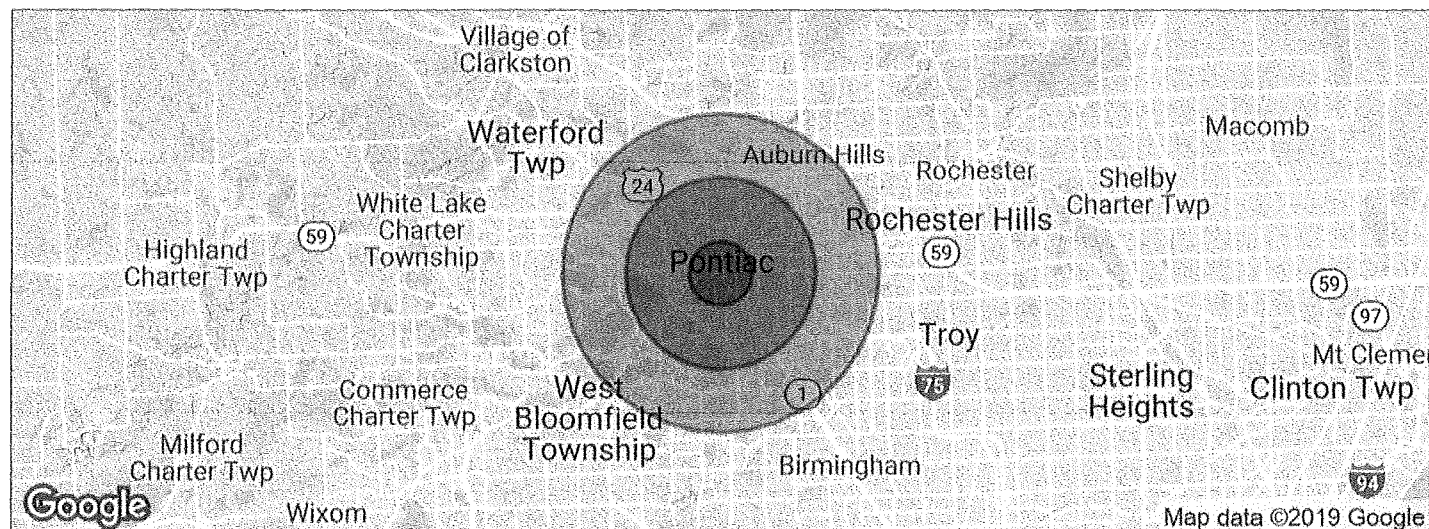 Village of
Clarkston
Macomb
Waterford
Twp
Auburn Hills
Rochester
24
Shelby
Charter Twp
White Lake
Charter
Township
Rochester Hills
59
Highland
Charter Twp
59
Pontiac
59
97
Troy
Mt Clemen
75
Sterling
Heights
Clinton Twp
Commerce
Charter Twp
West
Bloomfield
Township
1
Milford
Charter Twp
Birmingham
94
Google
Wixom
Map data ©2019 Google